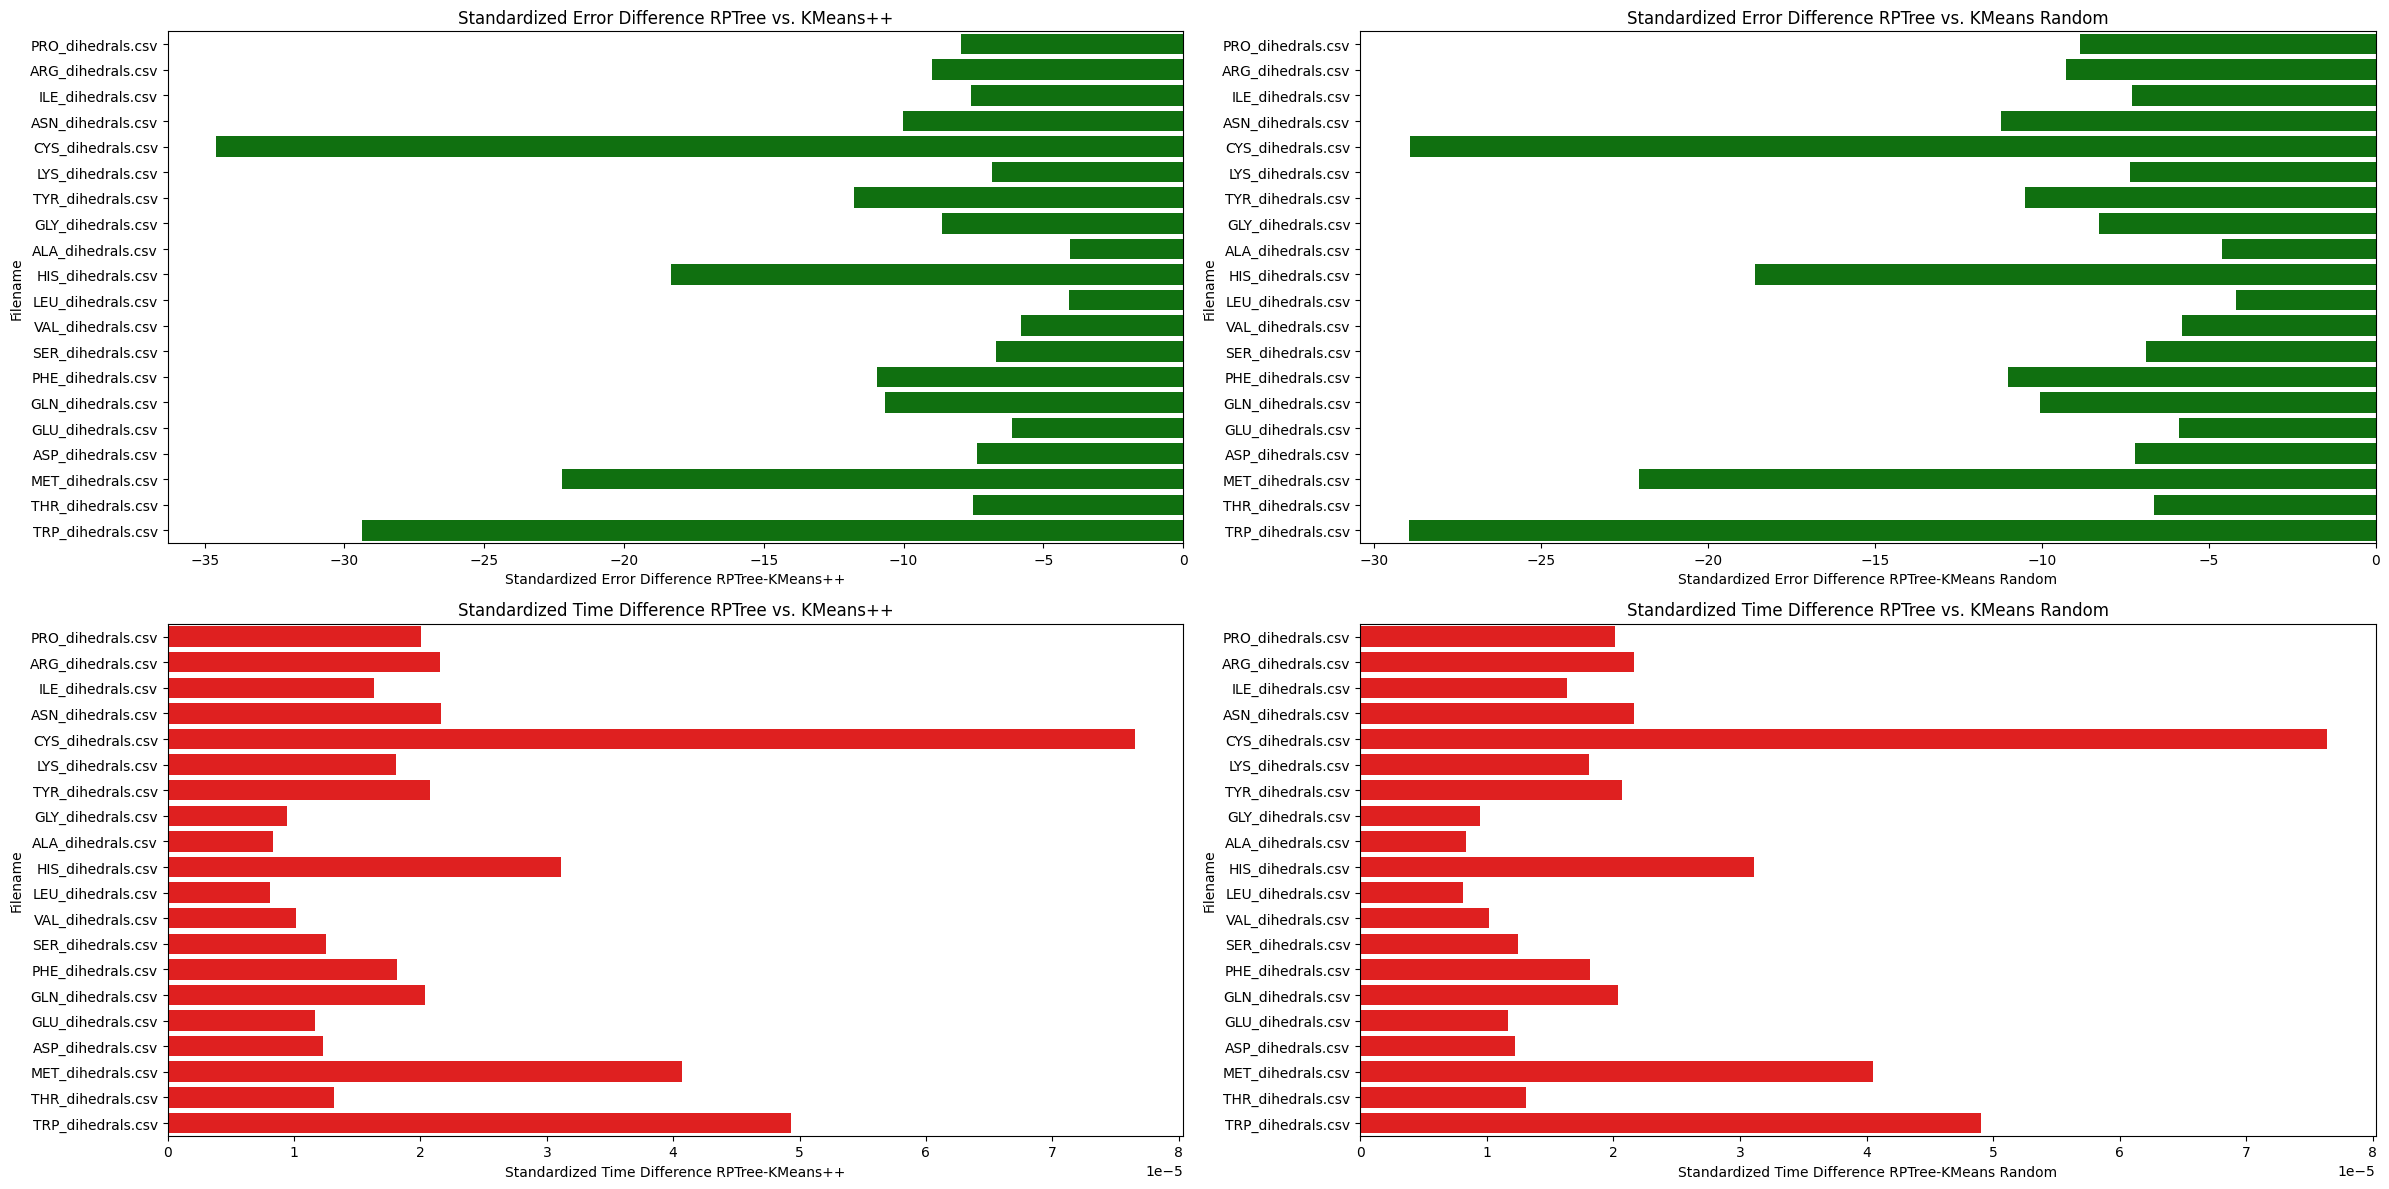 Standardized Error Difference RPTree vs. KMeans++
Filename
PRO_dihedrals.csv
ARG_dihedrals.csv
ILE_dihedrals.csv
ASN_dihedrals.csv
CYS_dihedrals.csv
LYS_dihedrals.csv
TYR_dihedrals.csv
GLY_dihedrals.csv
ALA_dihedrals.csv
HIS_dihedrals.csv
LEU_dihedrals.csv
VAL_dihedrals.csv
SER_dihedrals.csv
PHE_dihedrals.csv
GLN_dihedrals.csv
GLU_dihedrals.csv
ASP_dihedrals.csv
MET_dihedrals.csv
THR_dihedrals.csv
TRP_dihedrals.csv
−35 −30 −25 −20 −15 −10 −5 0
Standardized Error Difference RPTree-KMeans++
Standardized Error Difference RPTree vs. KMeans Random
Filename
PRO_dihedrals.csv
ARG_dihedrals.csv
ILE_dihedrals.csv
ASN_dihedrals.csv
CYS_dihedrals.csv
LYS_dihedrals.csv
TYR_dihedrals.csv
GLY_dihedrals.csv
ALA_dihedrals.csv
HIS_dihedrals.csv
LEU_dihedrals.csv
VAL_dihedrals.csv
SER_dihedrals.csv
PHE_dihedrals.csv
GLN_dihedrals.csv
GLU_dihedrals.csv
ASP_dihedrals.csv
MET_dihedrals.csv
THR_dihedrals.csv
TRP_dihedrals.csv
−30 −25 −20 −15 −10 −5 0
Standardized Error Difference RPTree-KMeans Random
Standardized Time Difference RPTree vs. KMeans++
Filename
PRO_dihedrals.csv
ARG_dihedrals.csv
ILE_dihedrals.csv
ASN_dihedrals.csv
CYS_dihedrals.csv
LYS_dihedrals.csv
TYR_dihedrals.csv
GLY_dihedrals.csv
ALA_dihedrals.csv
HIS_dihedrals.csv
LEU_dihedrals.csv
VAL_dihedrals.csv
SER_dihedrals.csv
PHE_dihedrals.csv
GLN_dihedrals.csv
GLU_dihedrals.csv
ASP_dihedrals.csv
MET_dihedrals.csv
THR_dihedrals.csv
TRP_dihedrals.csv
0 1 2 3 4 5 6 7 8
Standardized Time Difference RPTree-KMeans++
1e−5
Standardized Time Difference RPTree vs. KMeans Random
Filename
PRO_dihedrals.csv
ARG_dihedrals.csv
ILE_dihedrals.csv
ASN_dihedrals.csv
CYS_dihedrals.csv
LYS_dihedrals.csv
TYR_dihedrals.csv
GLY_dihedrals.csv
ALA_dihedrals.csv
HIS_dihedrals.csv
LEU_dihedrals.csv
VAL_dihedrals.csv
SER_dihedrals.csv
PHE_dihedrals.csv
GLN_dihedrals.csv
GLU_dihedrals.csv
ASP_dihedrals.csv
MET_dihedrals.csv
THR_dihedrals.csv
TRP_dihedrals.csv
0 1 2 3 4 5 6 7 8
Standardized Time Difference RPTree-KMeans Random
1e−5